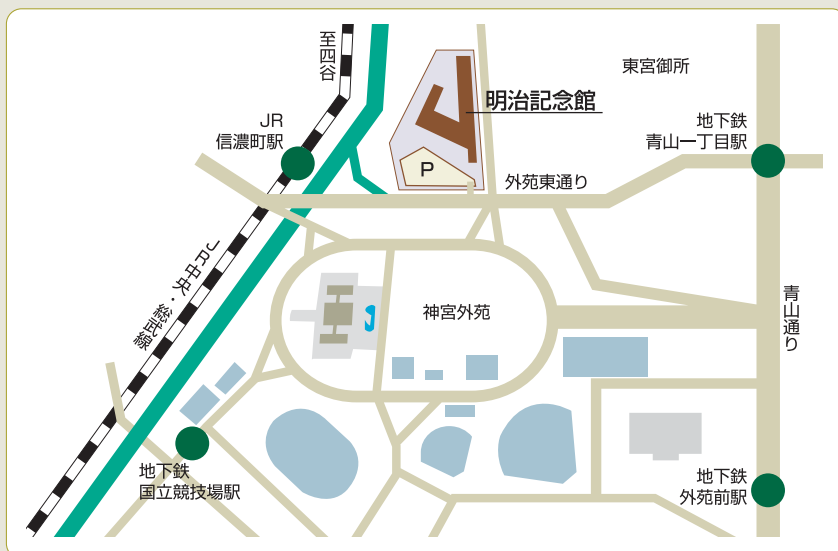 至四谷
東宮御所
明治記念館
JR
信濃町駅
地下鉄
青山一丁目駅
P
外苑東通り
JR中央・総武線
神宮外苑
青山通り
地下鉄
国立競技場駅
地下鉄
外苑前駅